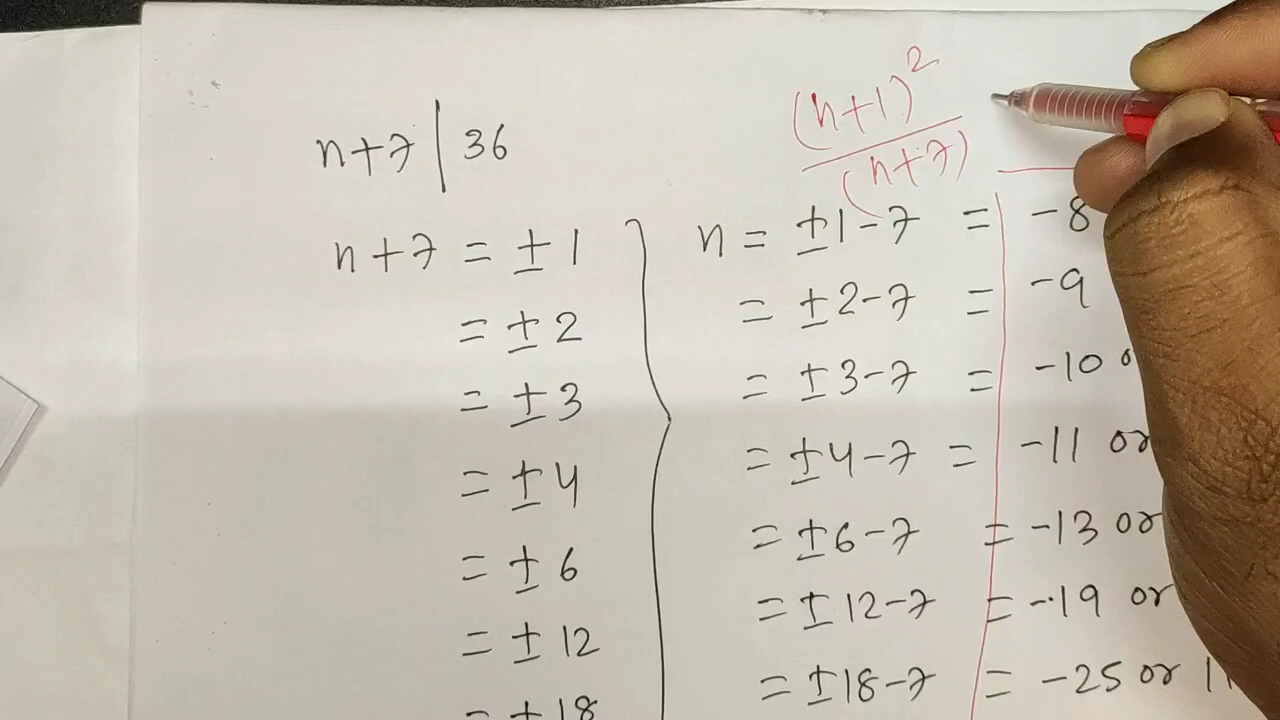 (n+1)²
/(n+7)
n+7 | 36
n+7 = ±1 } n = ±1-7 = -8
= ±2 = ±2-7 = -9
= ±3 = ±3-7 = -10
= ±4 = ±4-7 = -11 or
= ±6 = ±6-7 = -13 or
= ±12 = ±12-7 = -19 or
= ±18 = ±18-7 = -25 or